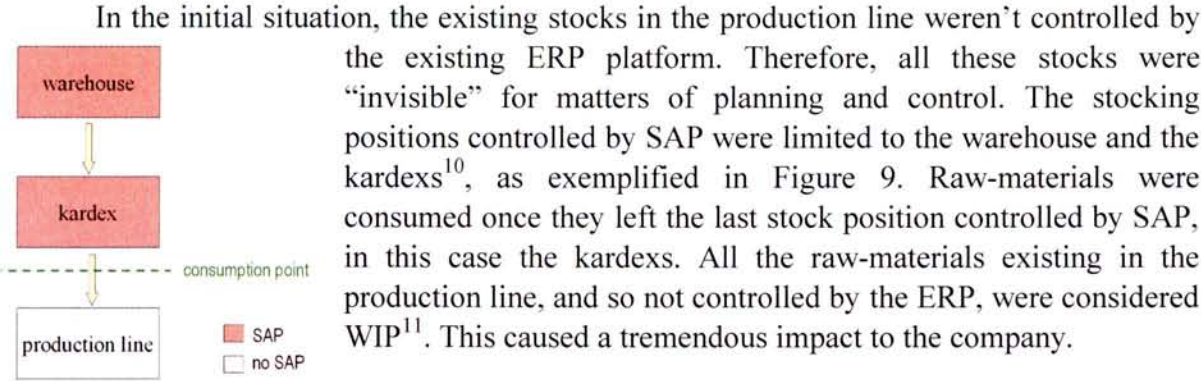 In the initial situation, the existing stocks in the production line weren't controlled by
the existing ERP platform. Therefore, all these stocks were
"invisible" for matters of planning and control. The stocking
positions controlled by SAP were limited to the warehouse and the
kardexs¹⁰, as exemplified in Figure 9. Raw-materials were
consumed once they left the last stock position controlled by SAP,
in this case the kardexs. All the raw-materials existing in the
production line, and so not controlled by the ERP, were considered
WIP¹¹. This caused a tremendous impact to the company.
warehouse
kardex
consumption point
production line
SAP
no SAP